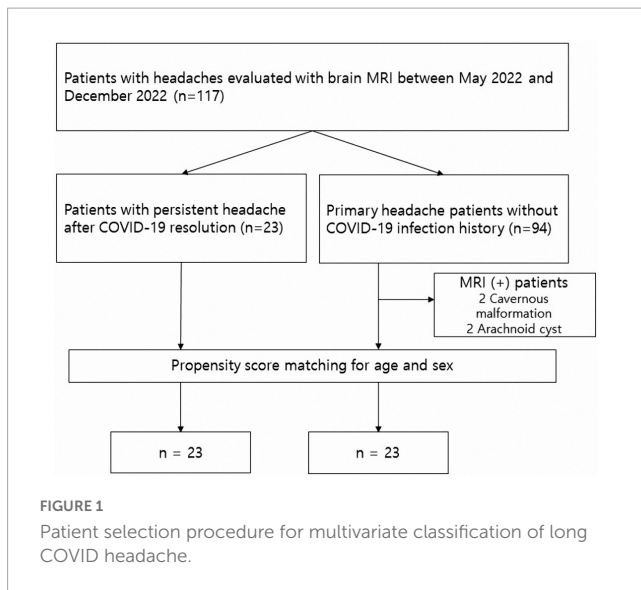 Patients with headaches evaluated with brain MRI between May 2022 and
December 2022 (n=117)
Patients with persistent headache
after COVID-19 resolution (n=23)
Primary headache patients without
COVID-19 infection history (n=94)
MRI (+) patients
2 Cavernous
malformation
2 Arachnoid cyst
Propensity score matching for age and sex
n = 23
n = 23
FIGURE 1
Patient selection procedure for multivariate classification of long
COVID headache.